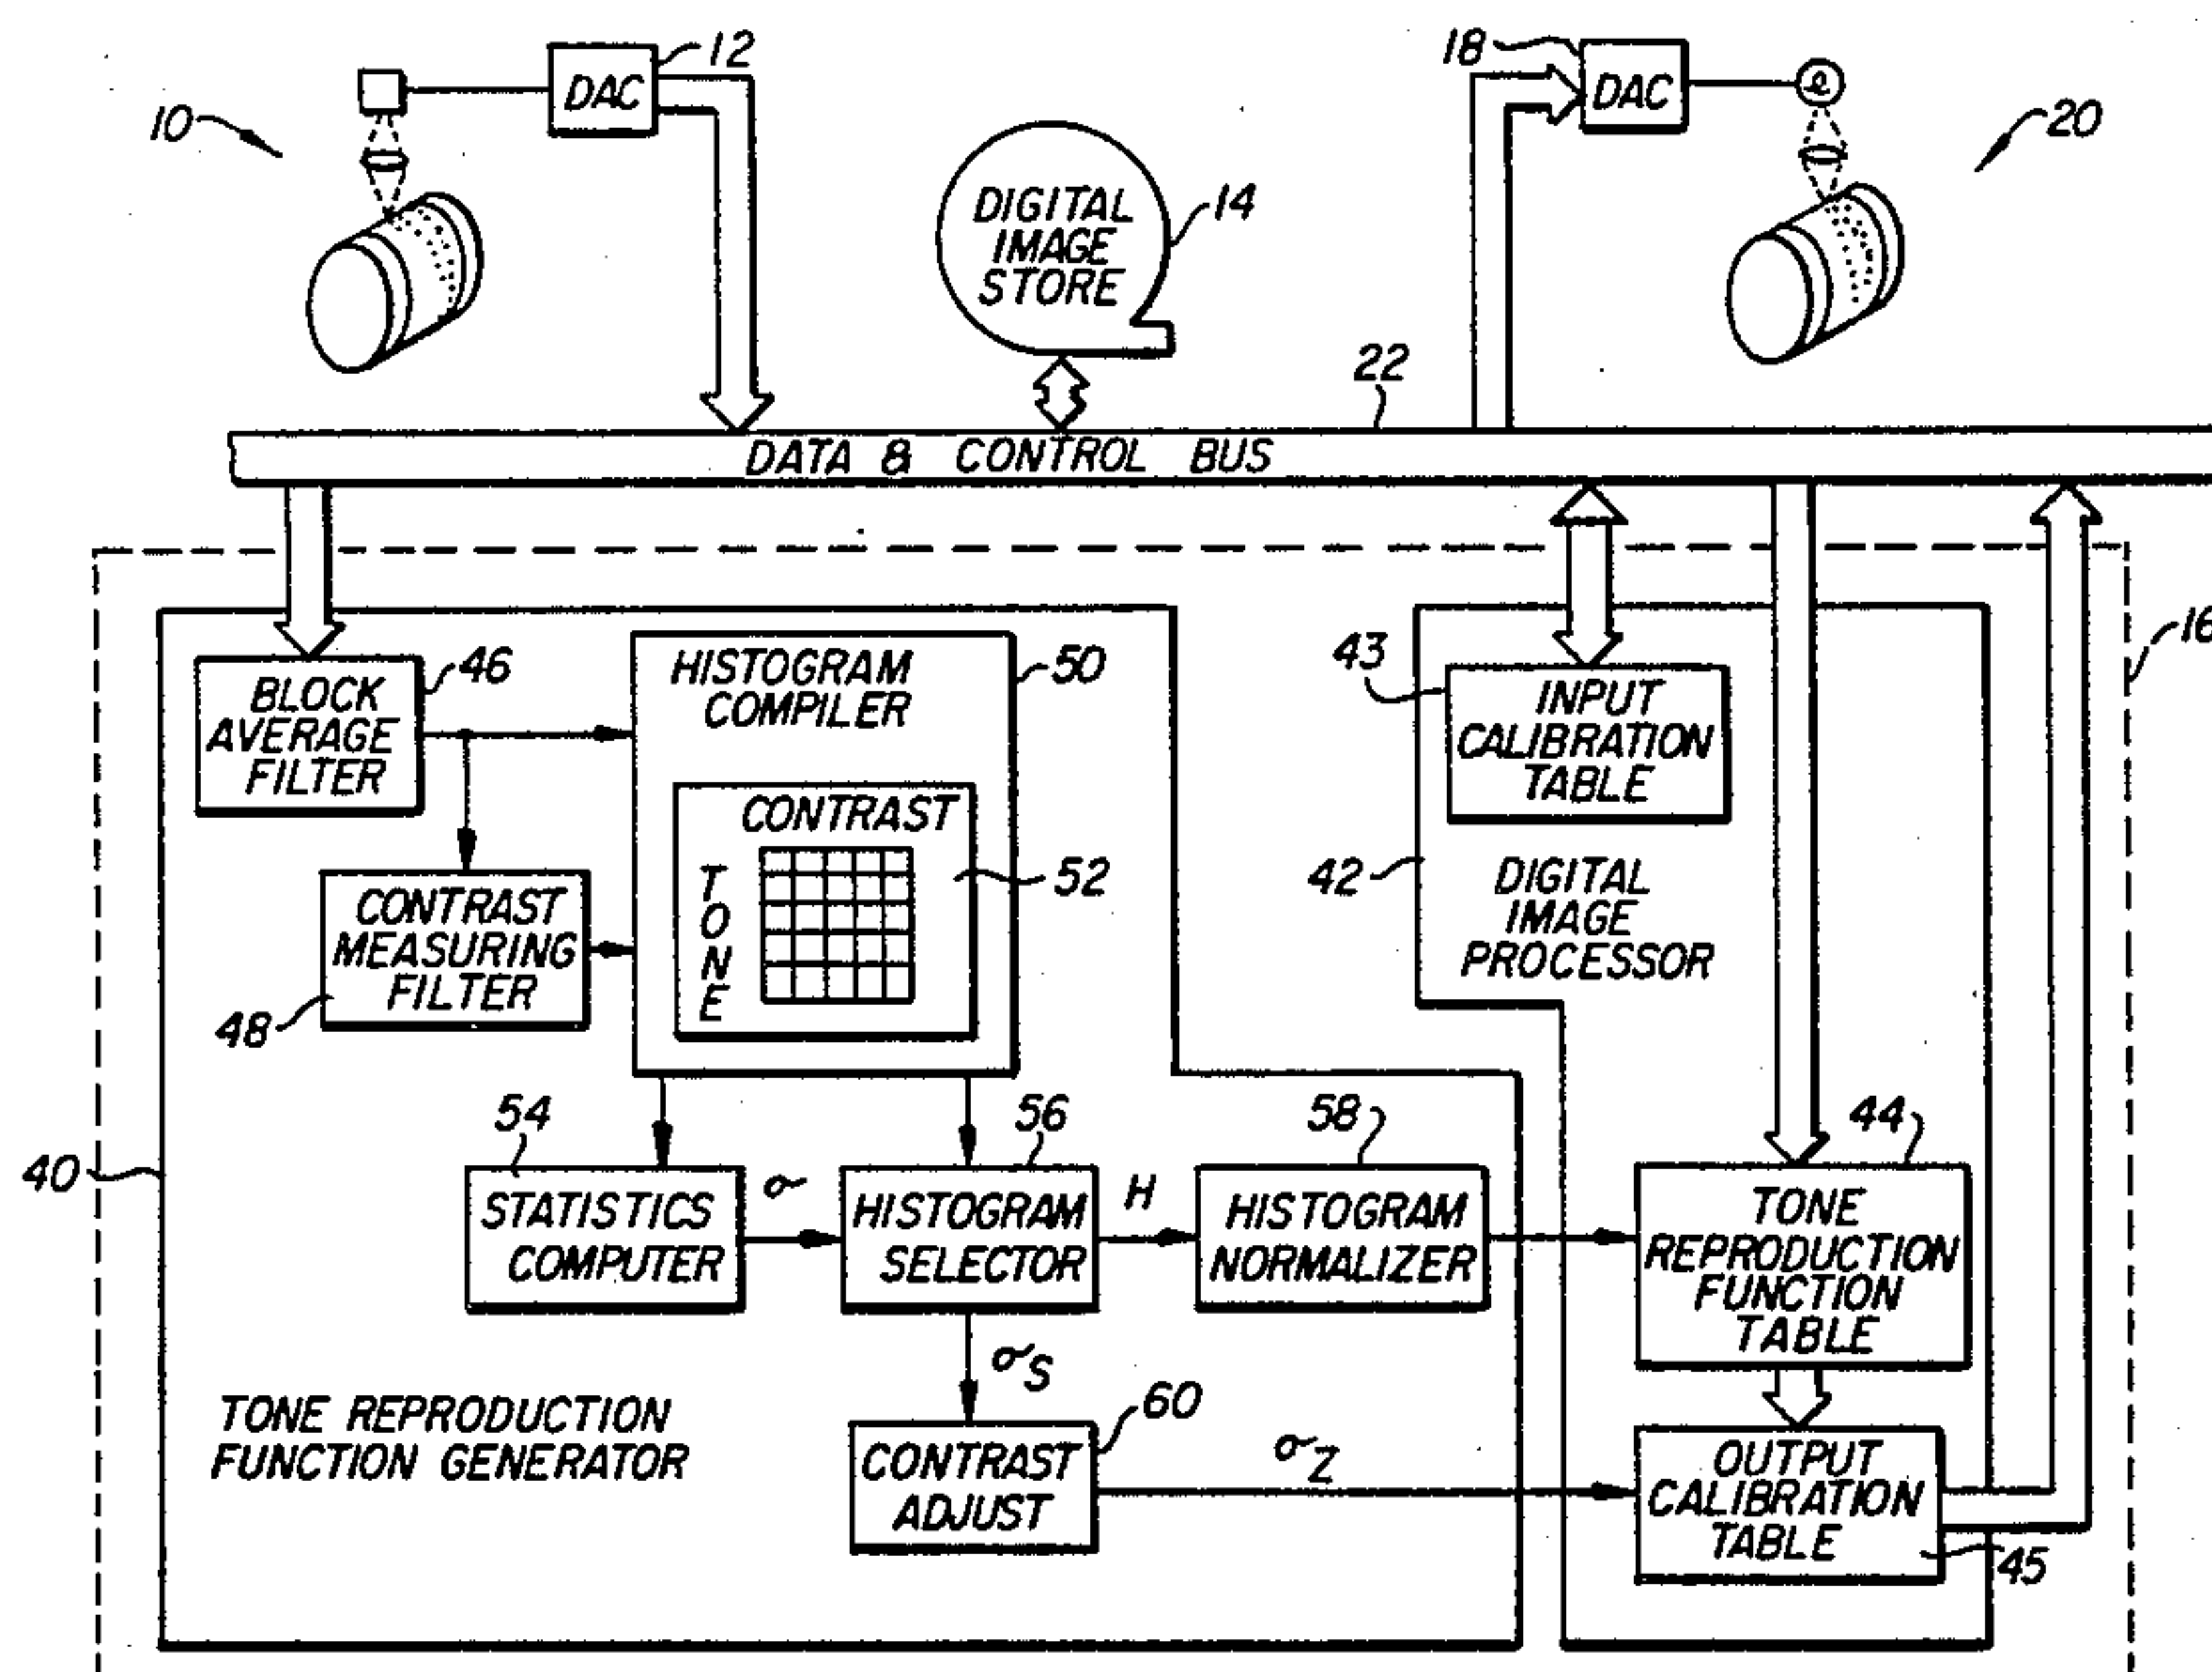 10
DAC
12
DIGITAL
IMAGE
STORE
14
18
DAC
20
22
DATA & CONTROL BUS
16
BLOCK
AVERAGE
FILTER
46
HISTOGRAM
COMPILER
50
CONTRAST
TONE
52
CONTRAST
MEASURING
FILTER
48
43
INPUT
CALIBRATION
TABLE
42
DIGITAL
IMAGE
PROCESSOR
40
54
STATISTICS
COMPUTER
σ
56
HISTOGRAM
SELECTOR
H
58
HISTOGRAM
NORMALIZER
44
TONE
REPRODUCTION
FUNCTION
TABLE
σS
TONE REPRODUCTION
FUNCTION GENERATOR
60
CONTRAST
ADJUST
σZ
OUTPUT
CALIBRATION
TABLE
45